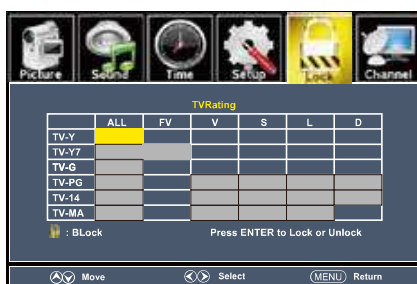 Picture Sound Time Setup Lock Channel
TVRating
ALL FV V S L D
TV-Y
TV-Y7
TV-G
TV-PG
TV-14
TV-MA
: BLock Press ENTER to Lock or Unlock
Move Select MENU Return